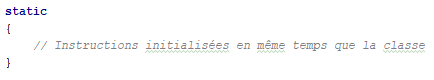 static
{
// Instructions initialisées en même temps que la classe
}